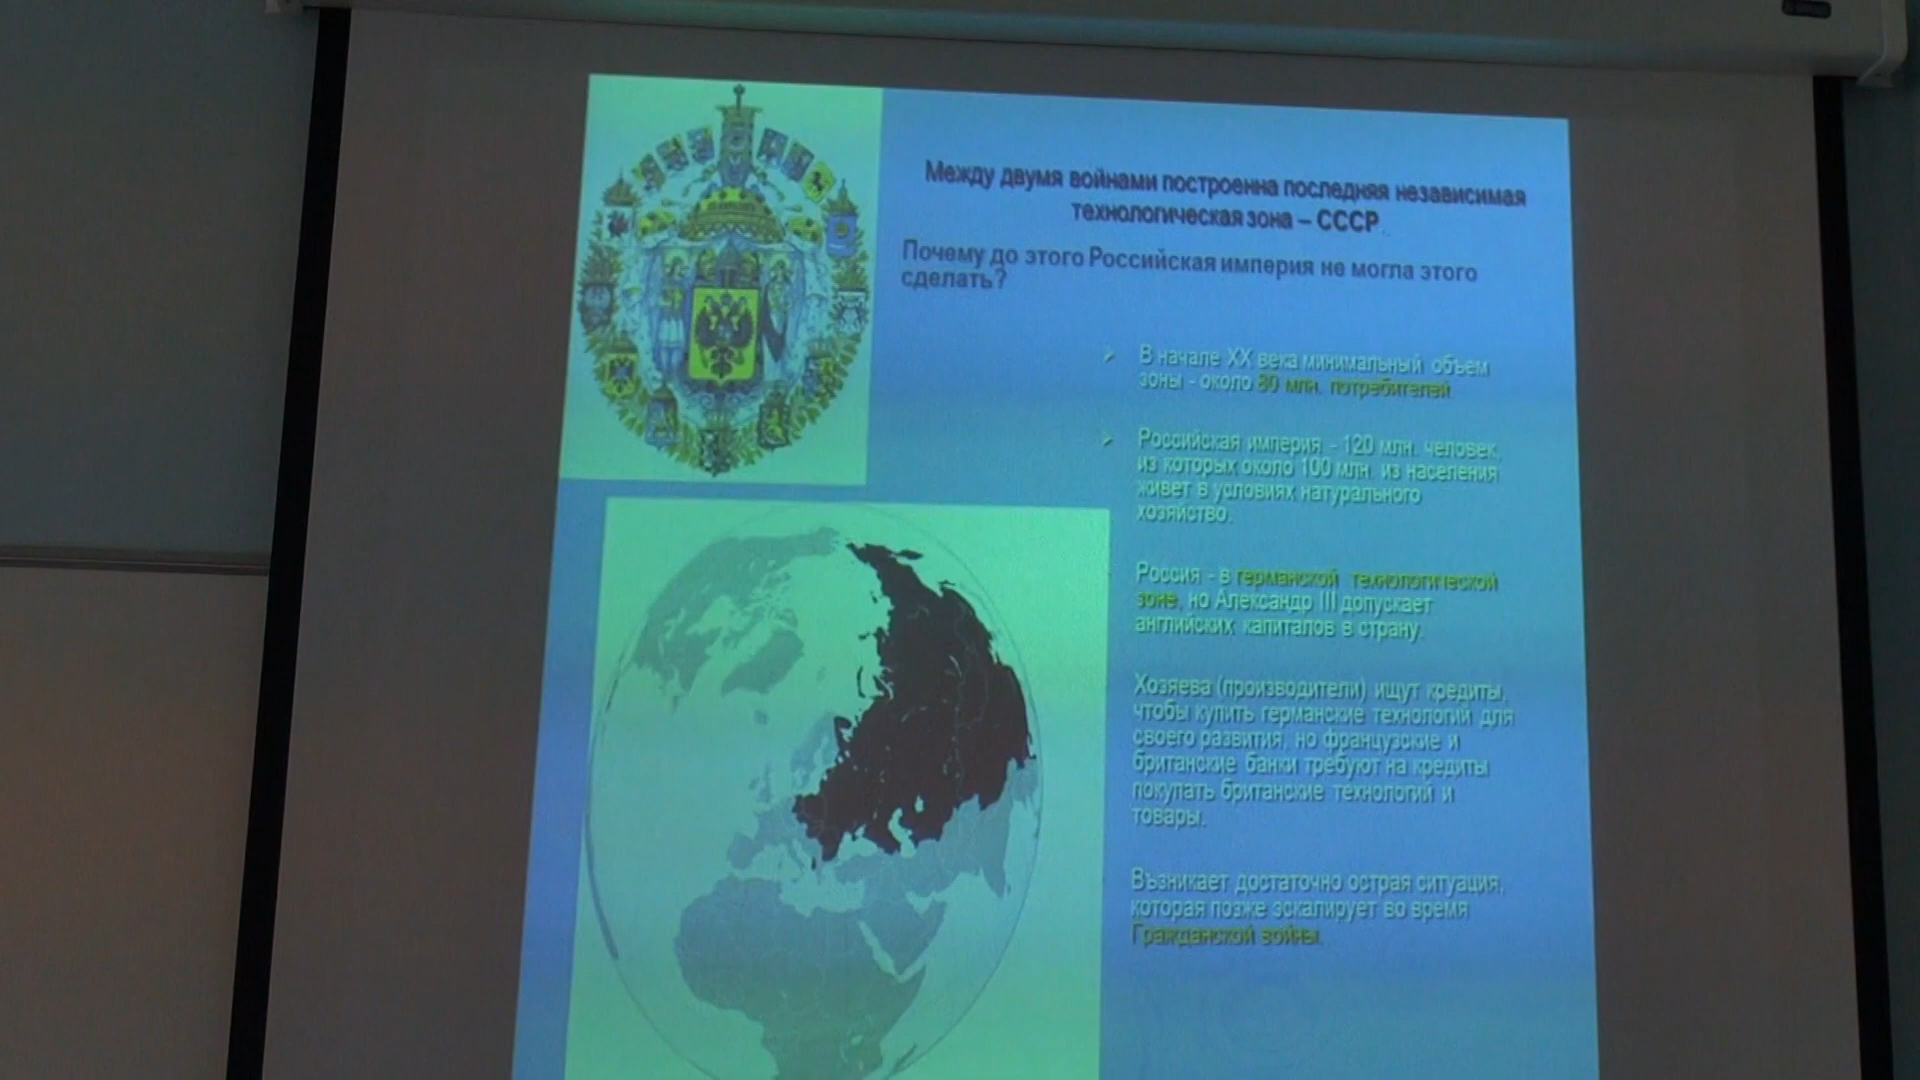 Между двумя войнами построенна последняя независимая
технологическая зона – СССР
Почему до этого Российская империя не могла этого
сделать?
В начале XX века минимальный объем
зоны - около 80 млн. потребителей.
Российская империя - 120 млн. человек,
из которых около 100 млн. из населения
живет в условиях натурального
хозяйство.
Россия - в германской технологической
зоне, но Александр III допускает
английских капиталов в страну.
Хозяева (производители) ищут кредиты,
чтобы купить германские технологий для
своего развития, но французские и
британские банки требуют на кредиты
покупать британские технологий и
товары.
Възникает достаточно острая ситуация,
которая позже эскалирует во время
Гражданской войны.